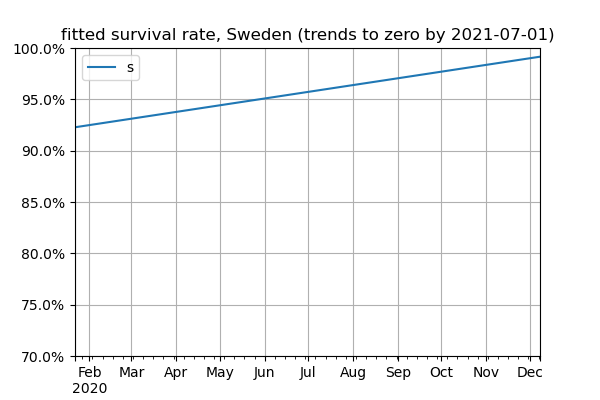 fitted survival rate, Sweden (trends to zero by 2021-07-01)
100.0%
s
95.0%
90.0%
85.0%
80.0%
75.0%
70.0%
Feb Mar Apr May Jun Jul Aug Sep Oct Nov Dec
2020